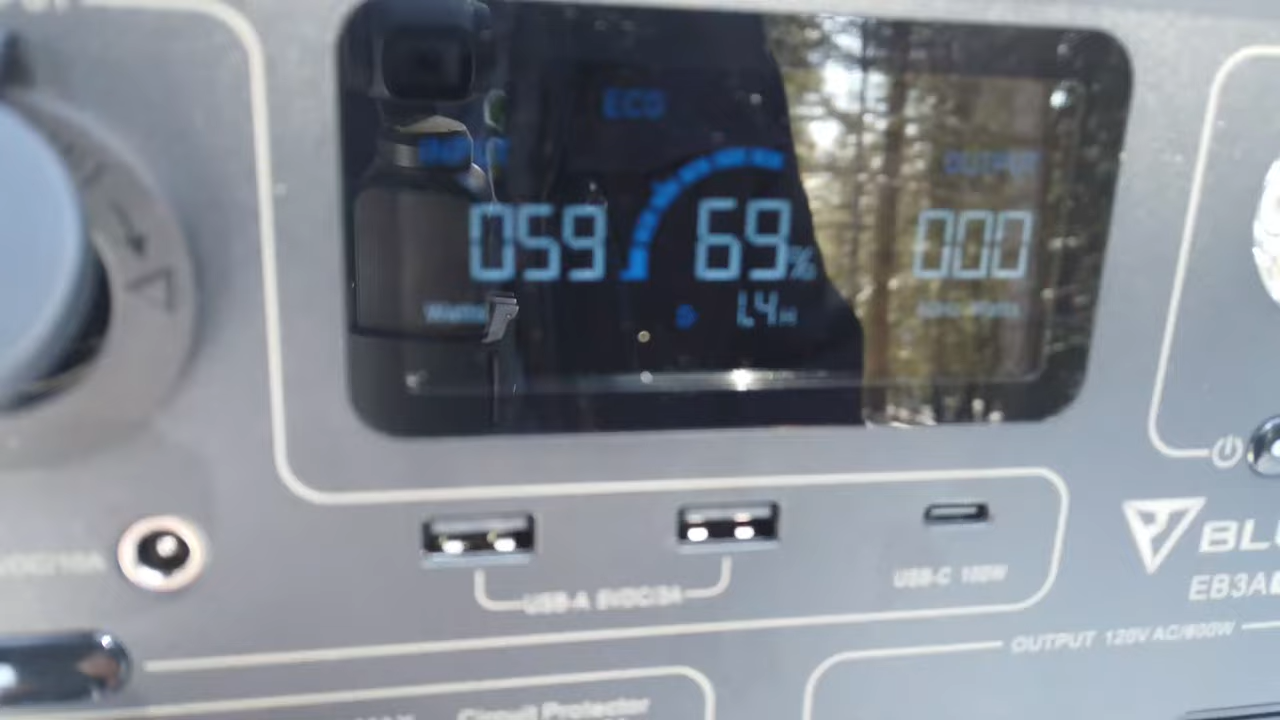 ECO
INPUT
OUTPUT
059
69%
000
Watts
1.4H
USB-A 5VDC/3A
USB-C 100W
BLU
EB3A
OUTPUT 120V AC/600W
Circuit Protector